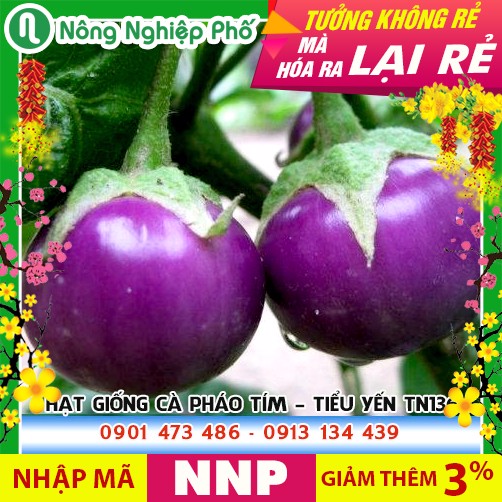 Nông Nghiệp Phố
TƯỞNG KHÔNG RẺ
MÀ
HÓA RA LẠI RẺ
HẠT GIỐNG CÀ PHÁO TÍM – TIỂU YẾN
0901 473 486 - 0913 134 439
NHẬP MÃ NNP GIẢM THÊM 3%